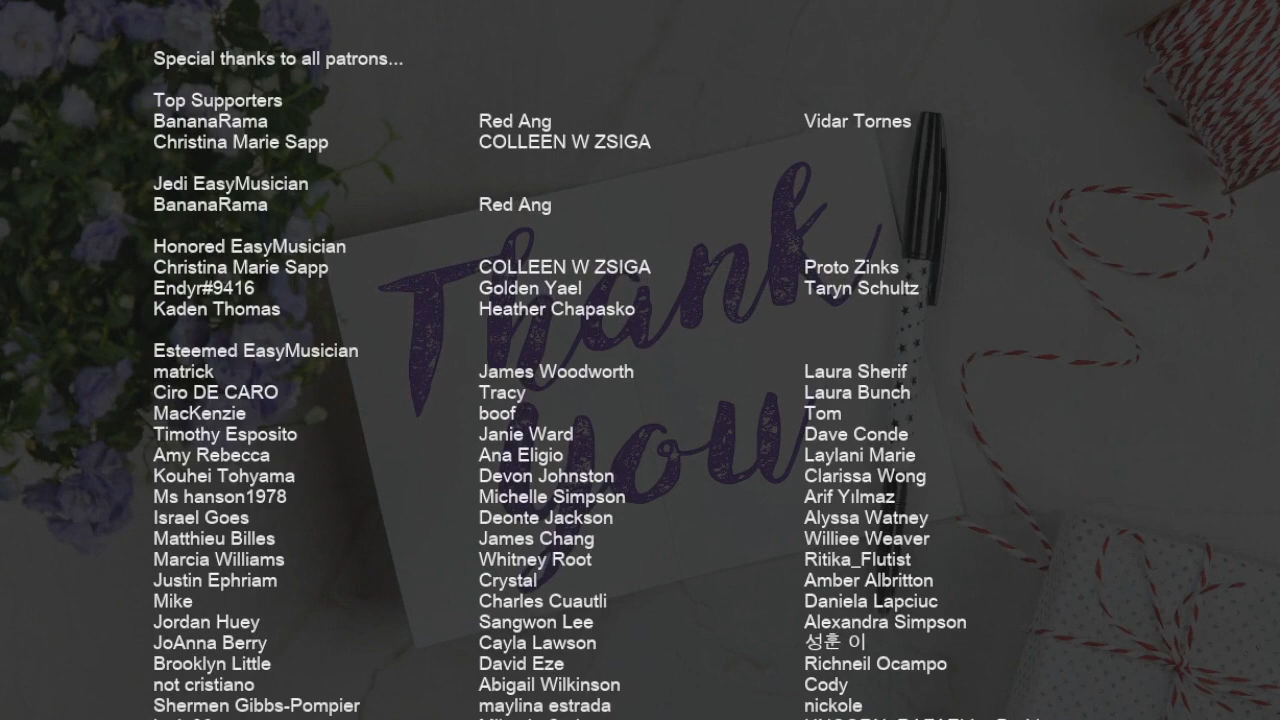 Special thanks to all patrons...
Top Supporters
BananaRama Red Ang Vidar Tornes
Christina Marie Sapp COLLEEN W ZSIGA
Jedi EasyMusician
BananaRama Red Ang
Honored EasyMusician
Christina Marie Sapp COLLEEN W ZSIGA Proto Zinks
Endyr#9416 Golden Yael Taryn Schultz
Kaden Thomas Heather Chapasko
Esteemed EasyMusician
matrick James Woodworth Laura Sherif
Ciro DE CARO Tracy Laura Bunch
MacKenzie boof Tom
Timothy Esposito Janie Ward Dave Conde
Amy Rebecca Ana Eligio Laylani Marie
Kouhei Tohyama Devon Johnston Clarissa Wong
Ms hanson1978 Michelle Simpson Arif Yılmaz
Israel Goes Deonte Jackson Alyssa Watney
Matthieu Billes James Chang Williee Weaver
Marcia Williams Whitney Root Ritika_Flutist
Justin Ephriam Crystal Amber Albritton
Mike Charles Cuautli Daniela Lapciuc
Jordan Huey Sangwon Lee Alexandra Simpson
JoAnna Berry Cayla Lawson 성훈 이
Brooklyn Little David Eze Richneil Ocampo
not cristiano Abigail Wilkinson Cody
Shermen Gibbs-Pompier maylina estrada nickole
Thank
you